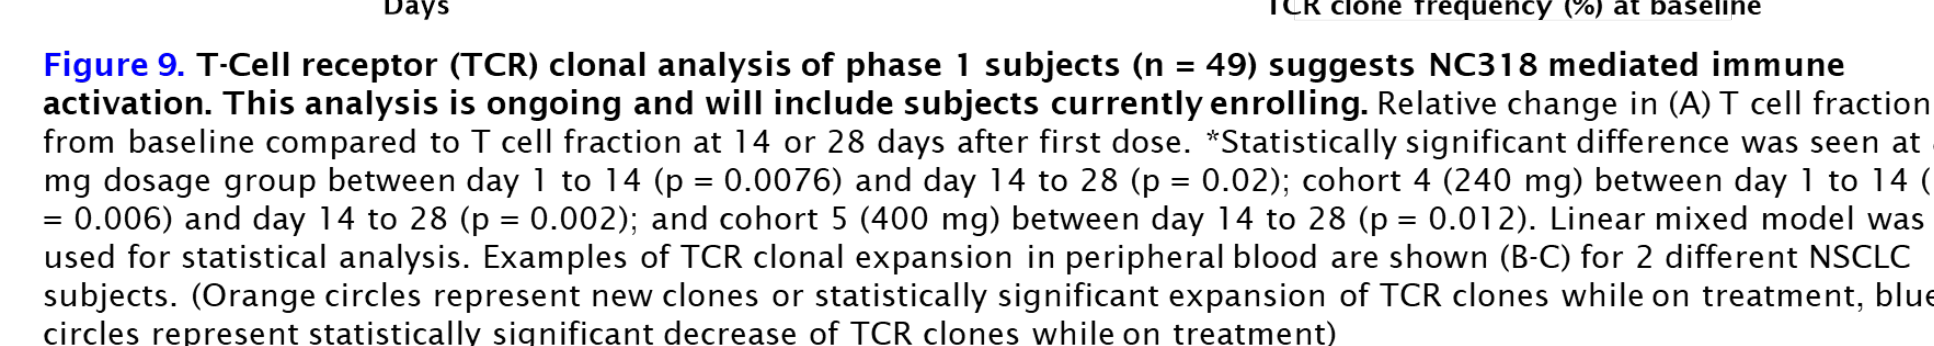 Days TCR clone frequency (%) at baseline
Figure 9. T-Cell receptor (TCR) clonal analysis of phase 1 subjects (n = 49) suggests NC318 mediated immune
activation. This analysis is ongoing and will include subjects currently enrolling. Relative change in (A) T cell fraction
from baseline compared to T cell fraction at 14 or 28 days after first dose. *Statistically significant difference was seen at
mg dosage group between day 1 to 14 (p = 0.0076) and day 14 to 28 (p = 0.02); cohort 4 (240 mg) between day 1 to 14 (
= 0.006) and day 14 to 28 (p = 0.002); and cohort 5 (400 mg) between day 14 to 28 (p = 0.012). Linear mixed model was
used for statistical analysis. Examples of TCR clonal expansion in peripheral blood are shown (B-C) for 2 different NSCLC
subjects. (Orange circles represent new clones or statistically significant expansion of TCR clones while on treatment, blue
circles represent statistically significant decrease of TCR clones while on treatment)